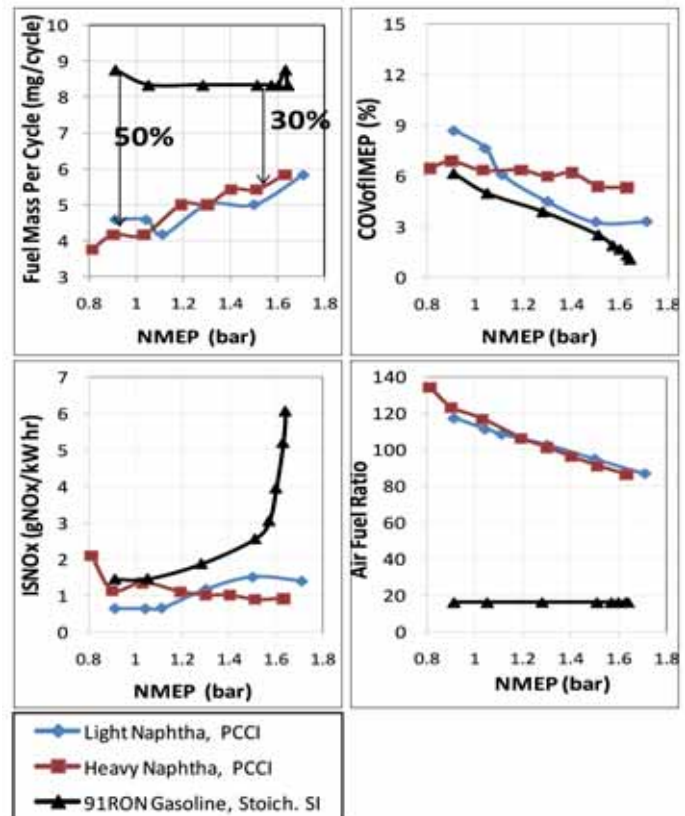 Fuel Mass Per Cycle (mg/cycle)
10
9
8
7
6
5
4
3
50%
30%
0.8 1 1.2 1.4 1.6 1.8
NMEP (bar)
COVofIMEP (%)
15
12
9
6
3
0
0.8 1 1.2 1.4 1.6 1.8
NMEP (bar)
ISNOx (gNOx/kW hr)
7
6
5
4
3
2
1
0
0.8 1 1.2 1.4 1.6 1.8
NMEP (bar)
Air Fuel Ratio
140
120
100
80
60
40
20
0
0.8 1 1.2 1.4 1.6 1.8
NMEP (bar)
Light Naphtha, PCCI
Heavy Naphtha, PCCI
91RON Gasoline, Stoich. SI